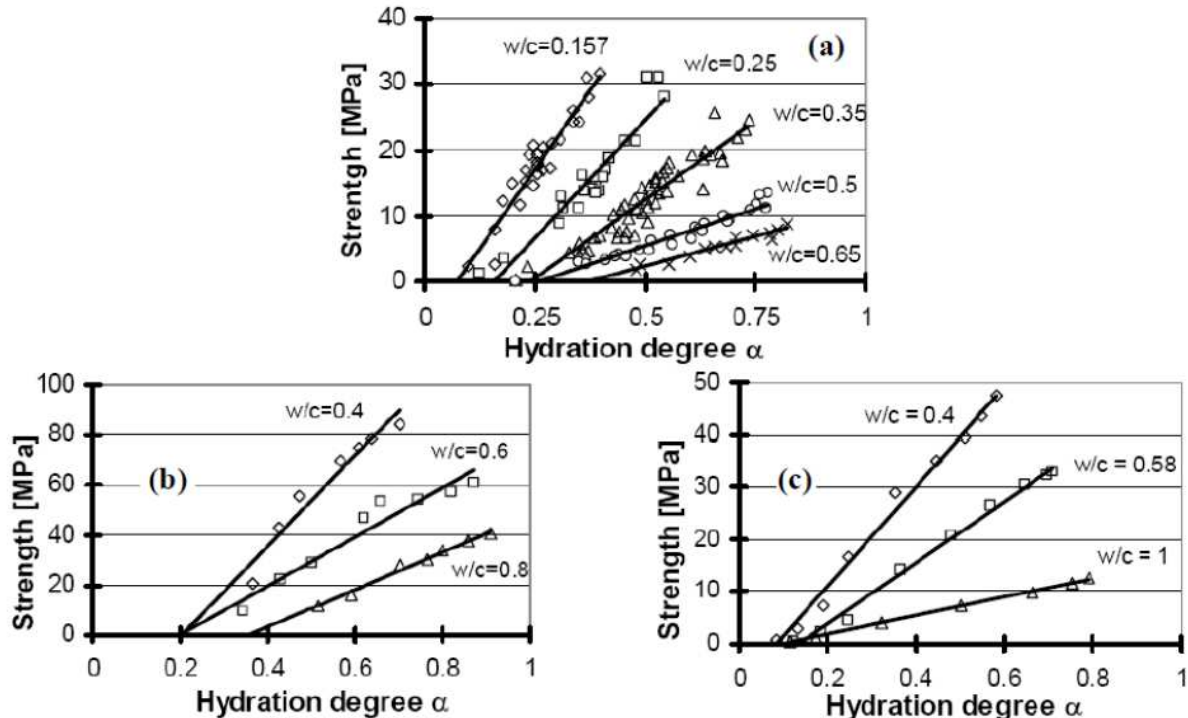 40
30
20
10
0
Strentgh [MPa]
w/c=0.157
(a)
w/c=0.25
w/c=0.35
w/c=0.5
w/c=0.65
0 0.25 0.5 0.75 1
Hydration degree α
100
80
60
40
20
0
Strength [MPa]
w/c=0.4
w/c=0.6
(b)
w/c=0.8
0 0.2 0.4 0.6 0.8 1
Hydration degree α
50
40
30
20
10
0
Strength [MPa]
w/c = 0.4
w/c = 0.58
(c)
w/c = 1
0 0.2 0.4 0.6 0.8 1
Hydration degree α